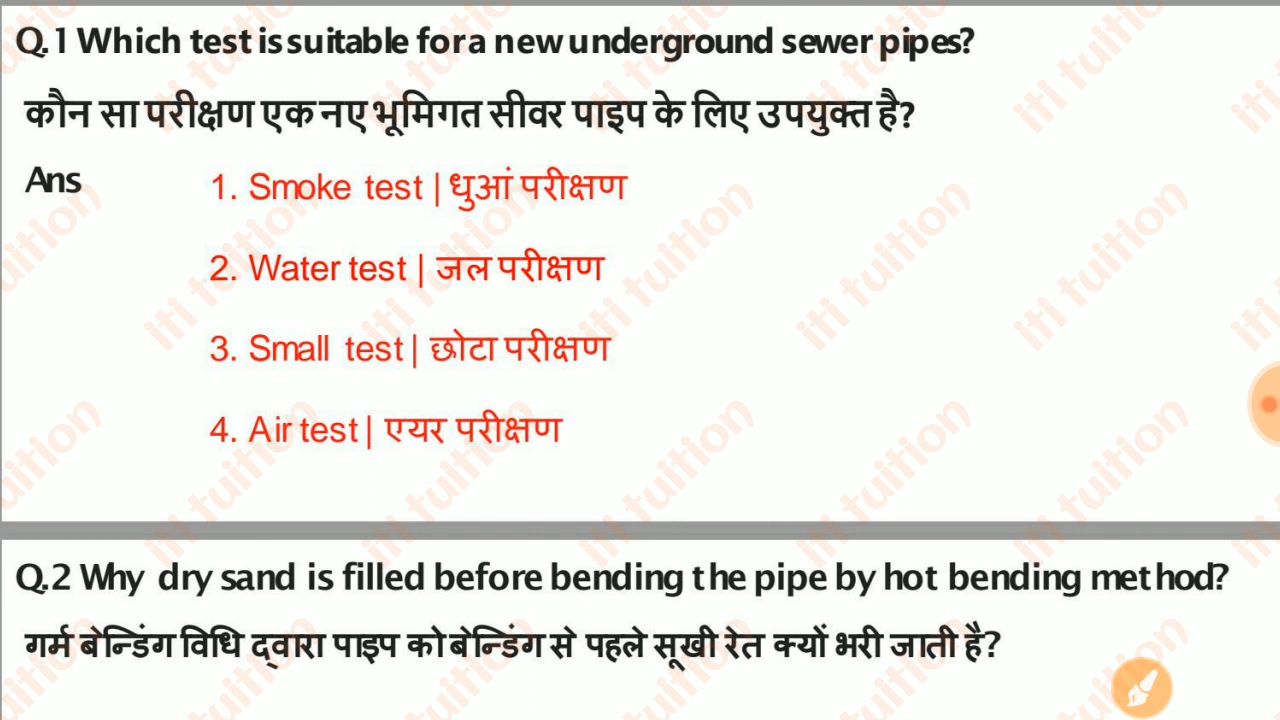 Q.1 Which test is suitable for a new underground sewer pipes?
कौन सा परीक्षण एक नए भूमिगत सीवर पाइप के लिए उपयुक्त है?
Ans
1. Smoke test | धुआं परीक्षण
2. Water test | जल परीक्षण
3. Small test | छोटा परीक्षण
4. Air test | एयर परीक्षण
Q.2 Why dry sand is filled before bending the pipe by hot bending method?
गर्म बेन्डिंग विधि द्वारा पाइप को बेन्डिंग से पहले सूखी रेत क्यों भरी जाती है?
iti tuition